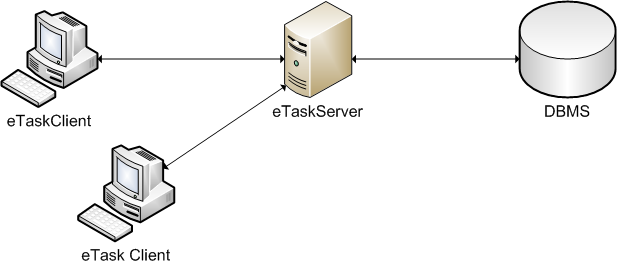 eTaskClient
eTaskServer
DBMS
eTask Client